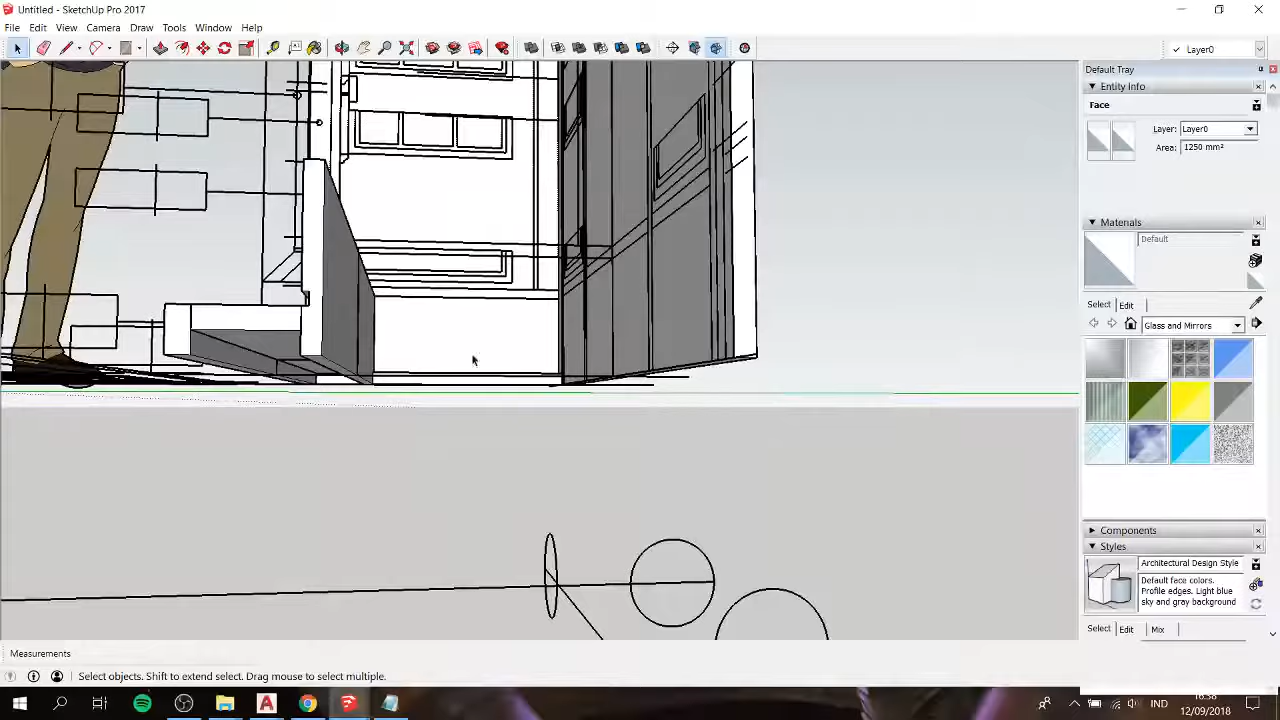 Untitled - SketchUp Pro 2017
File Edit View Camera Draw Tools Window Help
Layer0
Default Tray
Entity Info
Face
Layer: Layer0
Area: 1250 mm²
Materials
Default
Select Edit
Glass and Mirrors
Components
Styles
Architectural Design Style
Default face colors.
Profile edges. Light blue
sky and gray background
Select Edit Mix
Measurements
Select objects. Shift to extend select. Drag mouse to select multiple.
IND
16:38
12/09/2018